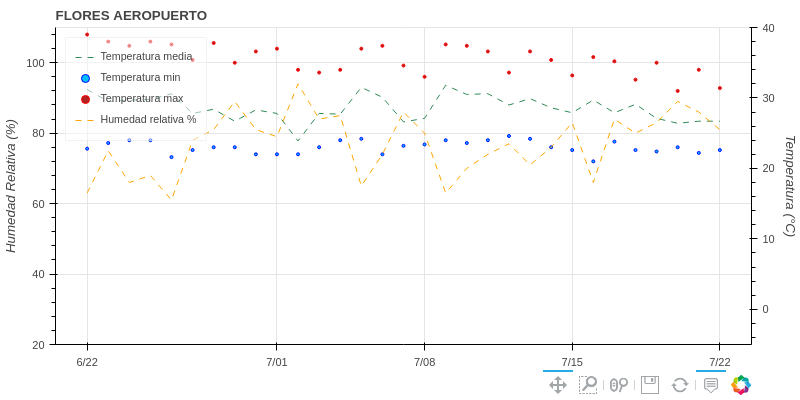 FLORES AEROPUERTO
Temperatura media
Temperatura min
Temperatura max
Humedad relativa %
Humedad Relativa (%)
100
80
60
40
20
Temperatura (°C)
40
30
20
10
0
6/22
7/01
7/08
7/15
7/22